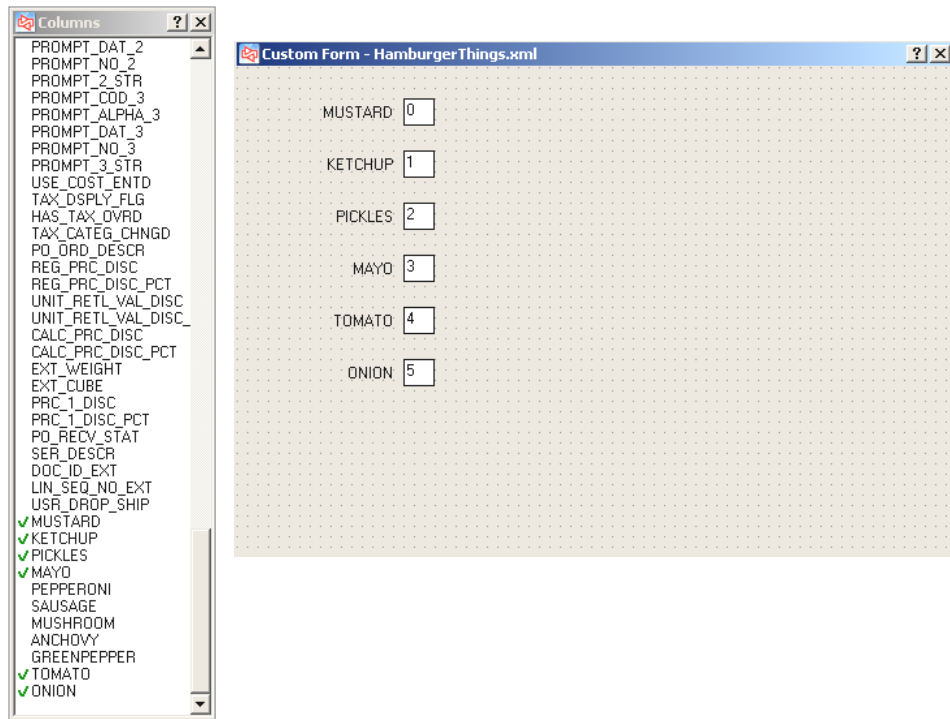 Columns
PROMPT_DAT_2
PROMPT_NO_2
PROMPT_2_STR
PROMPT_COD_3
PROMPT_ALPHA_3
PROMPT_DAT_3
PROMPT_NO_3
PROMPT_3_STR
USE_COST_ENTD
TAX_DSPLY_FLG
HAS_TAX_OVRD
TAX_CATEG_CHNGD
PO_ORD_DESCR
REG_PRC_DISC
REG_PRC_DISC_PCT
UNIT_RETL_VAL_DISC
UNIT_RETL_VAL_DISC_
CALC_PRC_DISC
CALC_PRC_DISC_PCT
EXT_WEIGHT
EXT_CUBE
PRC_1_DISC
PRC_1_DISC_PCT
PO_RECV_STAT
SER_DESCR
DOC_ID_EXT
LIN_SEQ_NO_EXT
USR_DROP_SHIP
MUSTARD
KETCHUP
PICKLES
MAYO
PEPPERONI
SAUSAGE
MUSHROOM
ANCHOVY
GREENPEPPER
TOMATO
ONION
Custom Form - HamburgerThings.xml
MUSTARD 0
KETCHUP 1
PICKLES 2
MAYO 3
TOMATO 4
ONION 5